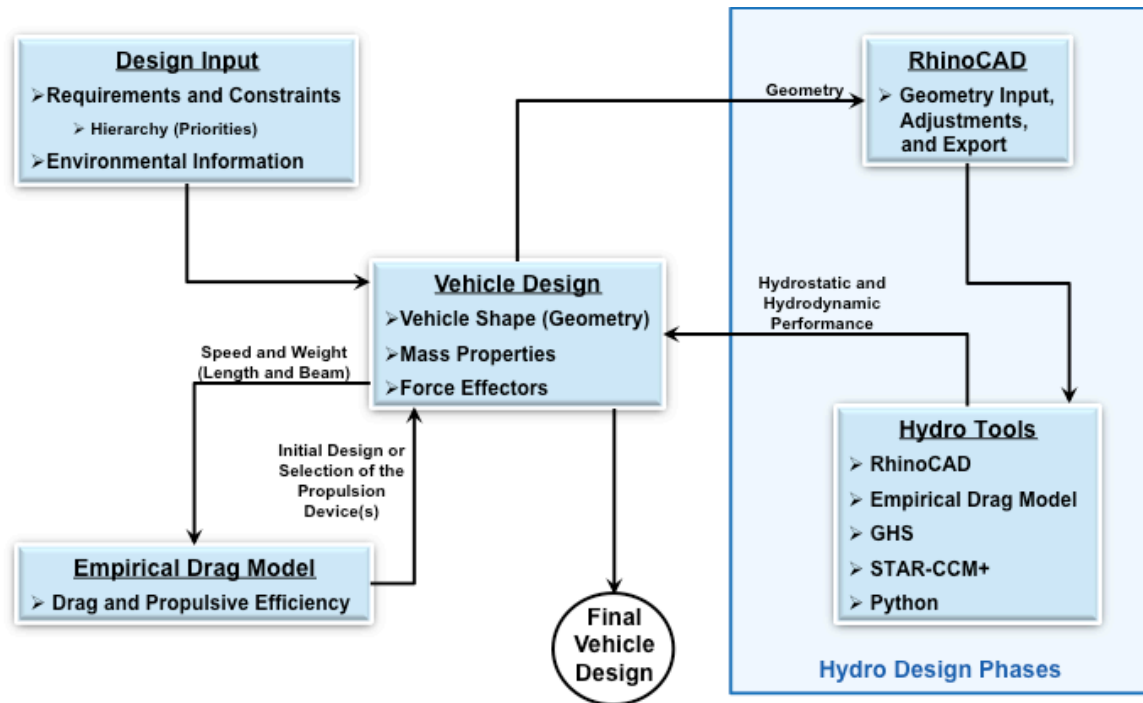 Design Input
➢Requirements and Constraints
➢ Hierarchy (Priorities)
➢Environmental Information
Geometry
RhinoCAD
➢ Geometry Input,
Adjustments,
and Export
Vehicle Design
➢Vehicle Shape (Geometry)
➢Mass Properties
➢Force Effectors
Hydrostatic and
Hydrodynamic
Performance
Speed and Weight
(Length and Beam)
Initial Design or
Selection of the
Propulsion
Device(s)
Hydro Tools
➢ RhinoCAD
➢ Empirical Drag Model
➢ GHS
➢ STAR-CCM+
➢ Python
Empirical Drag Model
➢ Drag and Propulsive Efficiency
Final
Vehicle
Design
Hydro Design Phases